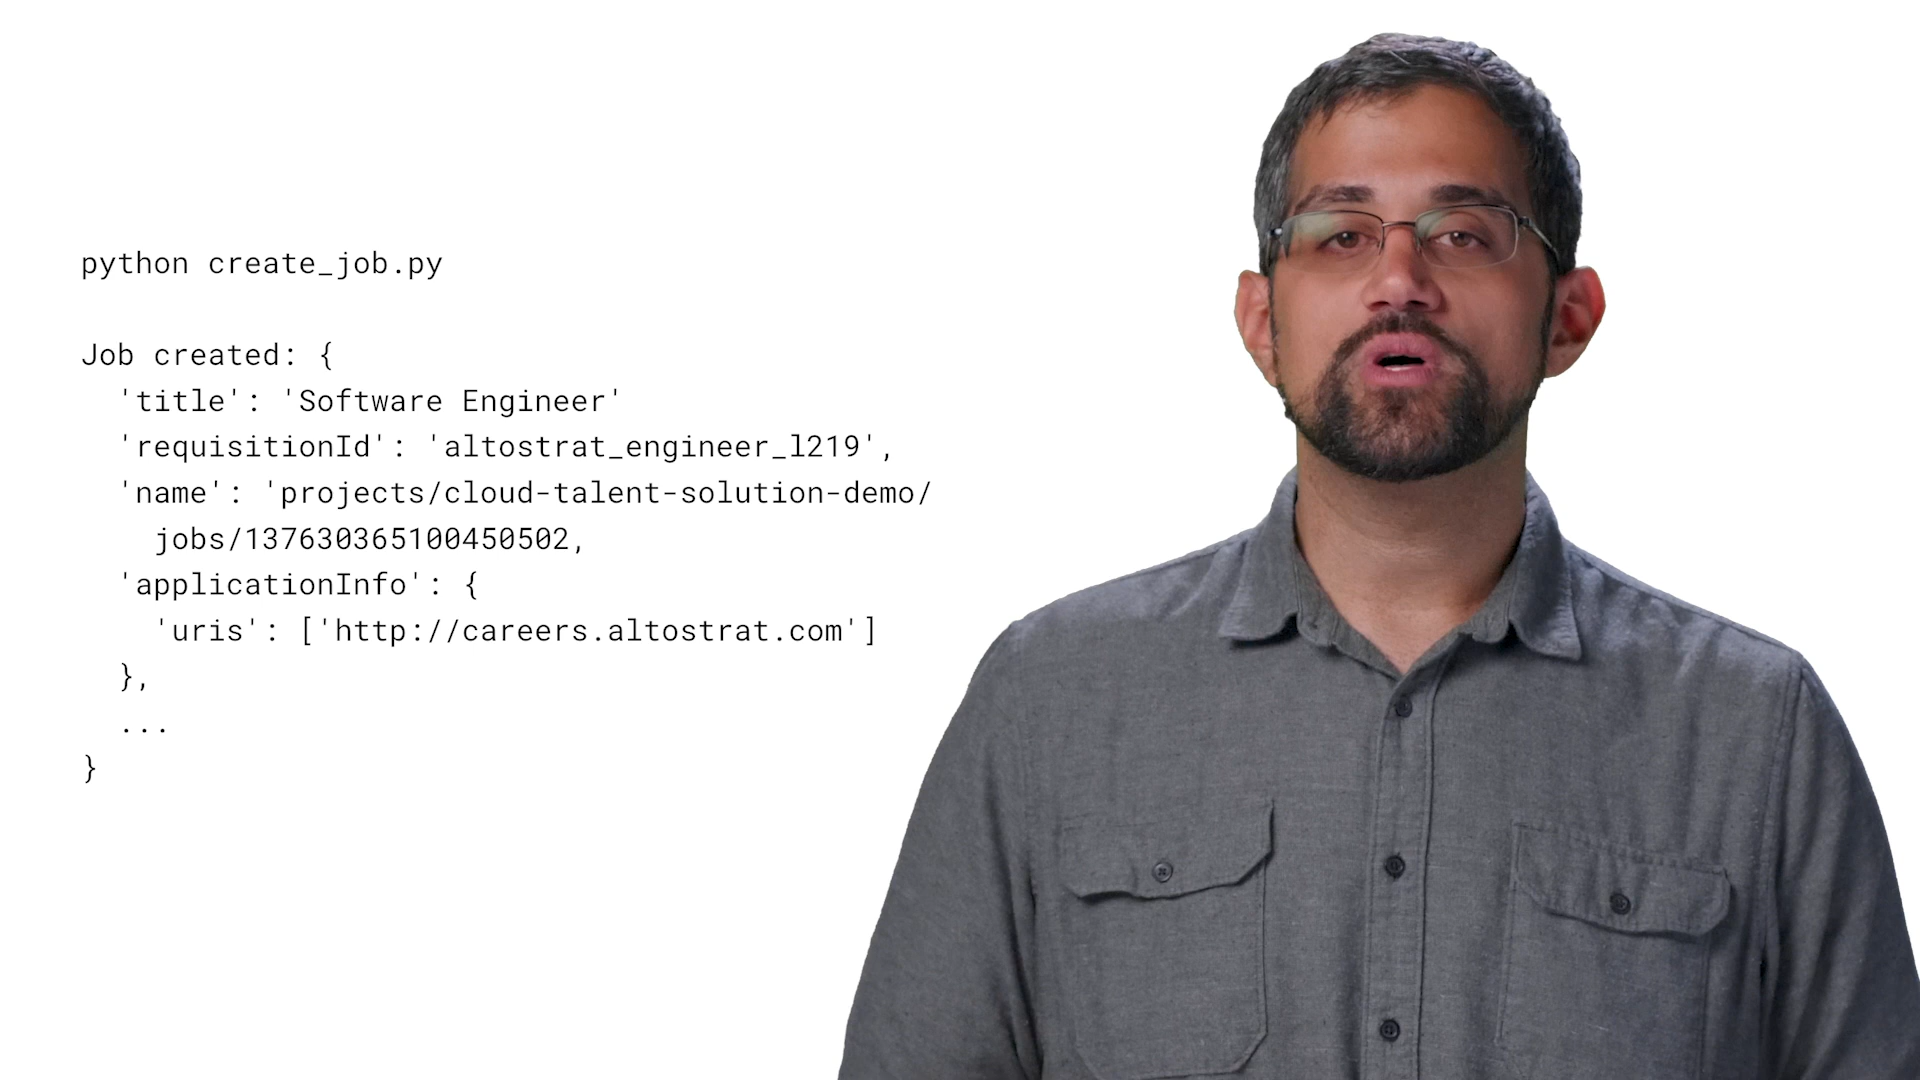 python create_job.py
Job created: {
'title': 'Software Engineer'
'requisitionId': 'altostrat_engineer_l219',
'name': 'projects/cloud-talent-solution-demo/
jobs/137630365100450502,
'applicationInfo': {
'uris': ['http://careers.altostrat.com']
},
...
}